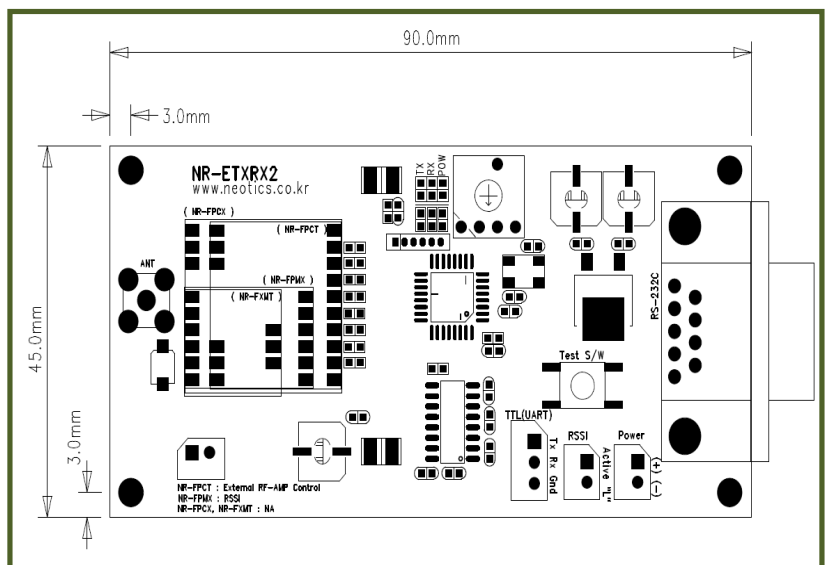 90.0mm
3.0mm
NR-ETXRX2
www.neotics.co.kr
TX
RX
POW
( NR-FPCX )
( NR-FPCT )
ANT
( NR-FPMX )
( NR-FXMT )
RS-232C
45.0mm
Test S/W
TTL(UART)
Tx Rx Gnd
RSSI
Active "L"
Power
(+) (-)
3.0mm
NR-FPCT : External RF-AMP Control
NR-FPMX : RSSI
NR-FPCX, NR-FXMT : NA